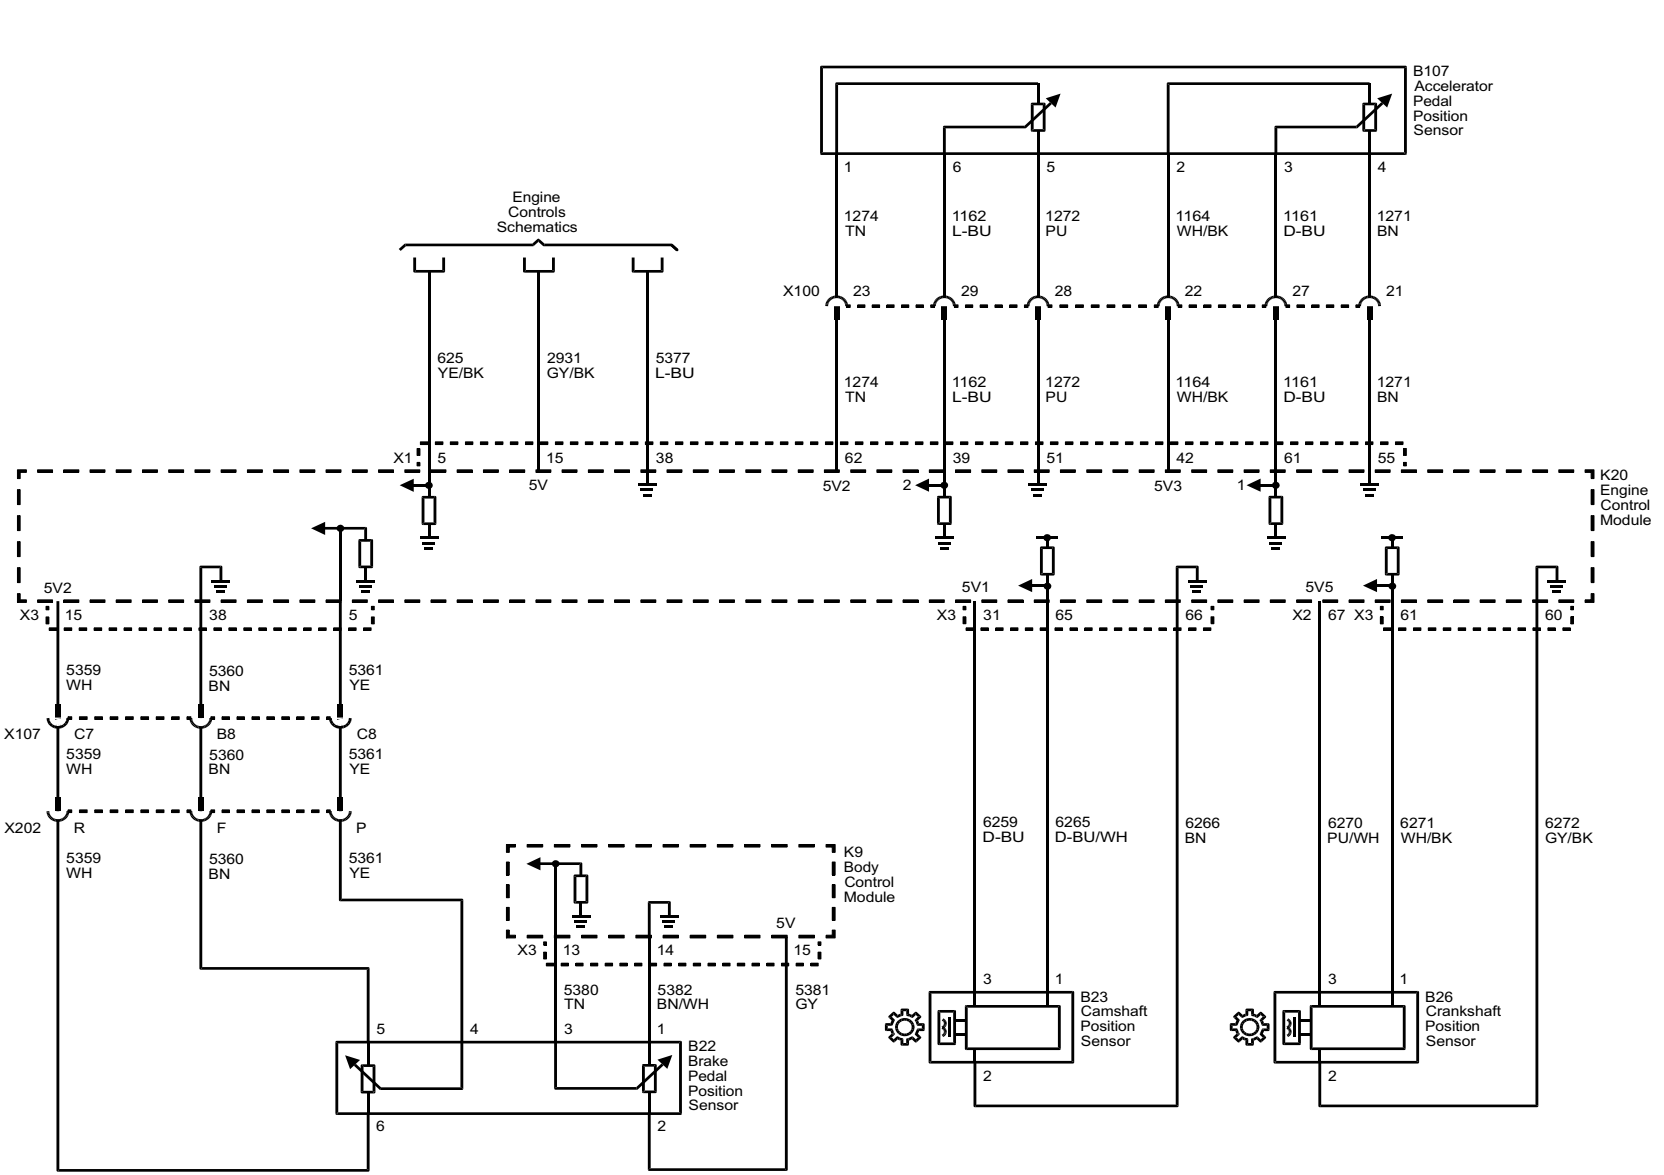 B107
Accelerator
Pedal
Position
Sensor
1 6 5 2 3 4
Engine
Controls
Schematics
1274 1162 1272 1164 1161 1271
TN L-BU PU WH/BK D-BU BN
X100 23 29 28 22 27 21
625 2931 5377
YE/BK GY/BK L-BU
1274 1162 1272 1164 1161 1271
TN L-BU PU WH/BK D-BU BN
X1 5 15 38 62 39 51 42 61 55
K20
Engine
Control
Module
5V 5V2 2 5V3 1
5V2 5V1 5V5
X3 15 38 5 X3 31 65 66 X2 67 X3 61 60
5359 5360 5361
WH BN YE
X107 C7 B8 C8
5359 5360 5361
WH BN YE
X202 R F P
5359 5360 5361
WH BN YE
6259 6265 6266 6270 6271 6272
D-BU D-BU/WH BN PU/WH WH/BK GY/BK
K9
Body
Control
Module
5V
X3 13 14 15
5380 5382 5381
TN BN/WH GY
3 1 3 1
B23
Camshaft
Position
Sensor
B26
Crankshaft
Position
Sensor
5 4 3 1
B22
Brake
Pedal
Position
Sensor
2 2
6 2